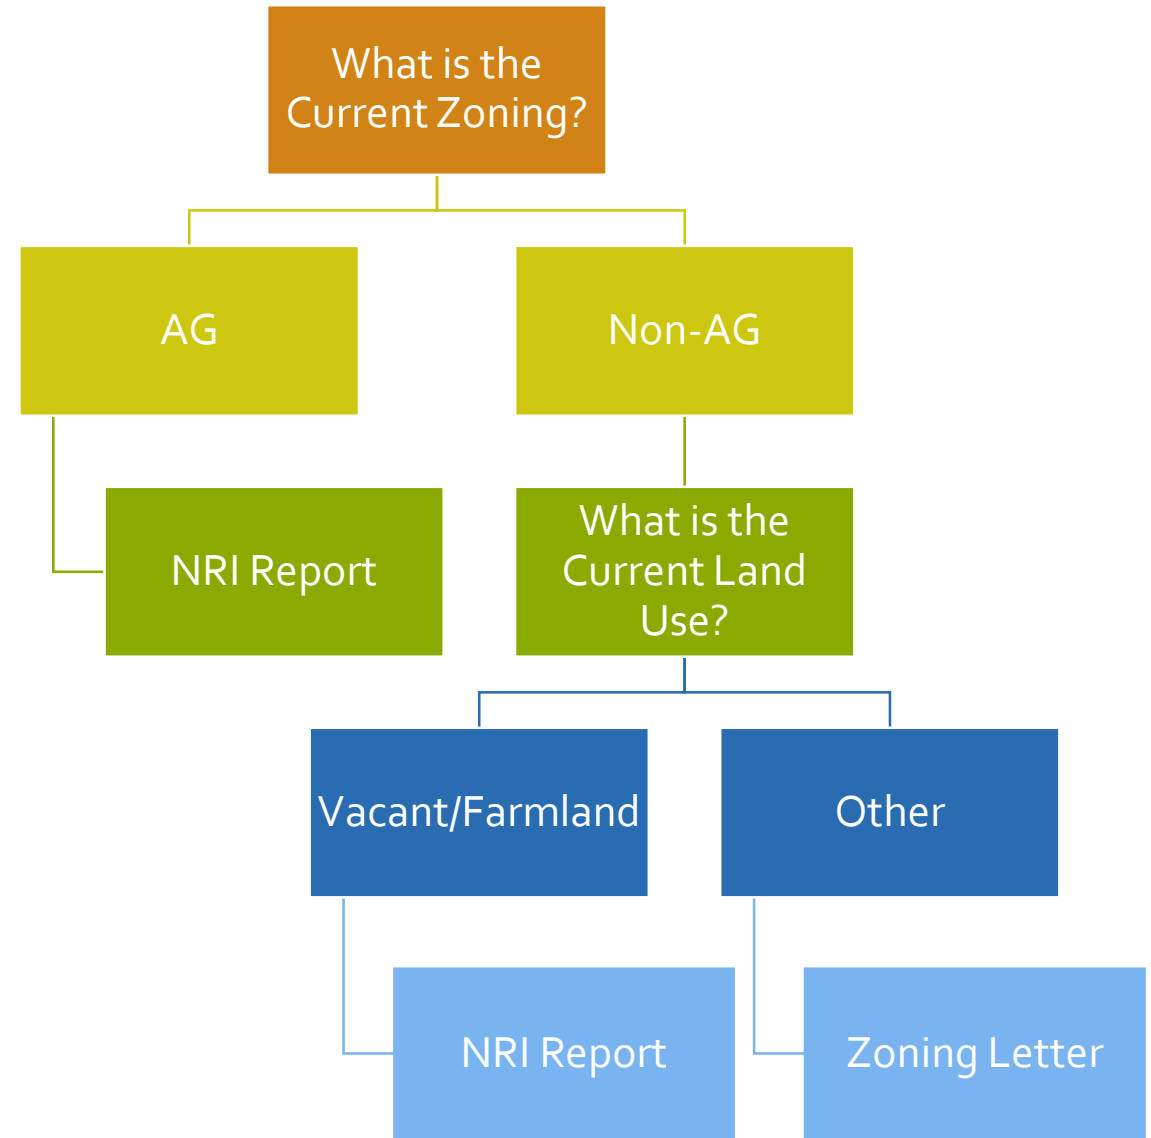 What is the
Current Zoning?
AG
Non-AG
NRI Report
What is the
Current Land
Use?
Vacant/Farmland
Other
NRI Report
Zoning Letter